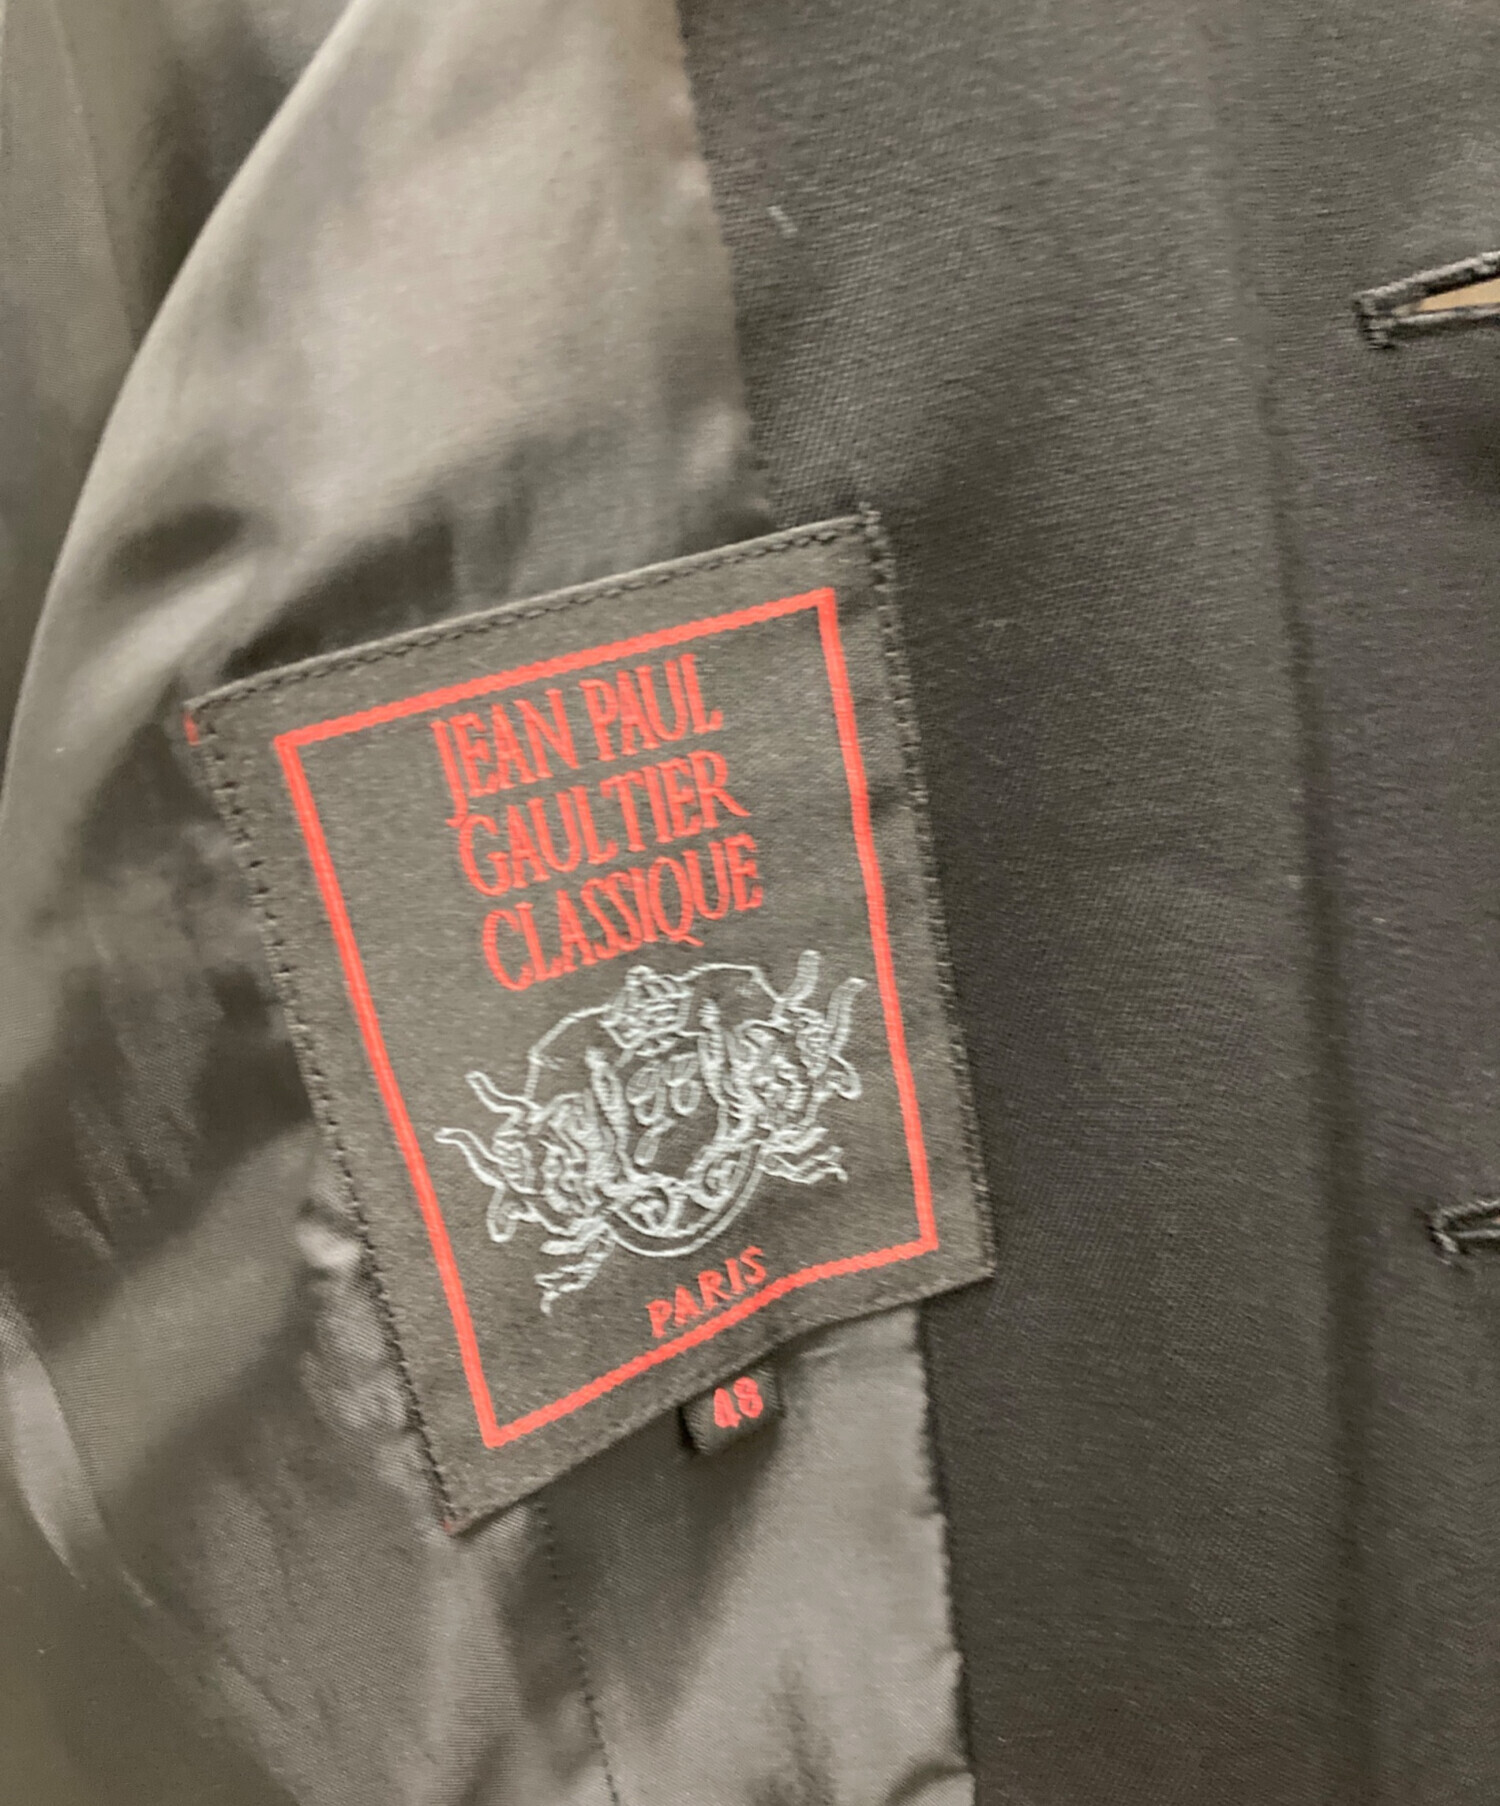 JEAN PAUL
GAULTIER
CLASSIQUE
PARIS
48